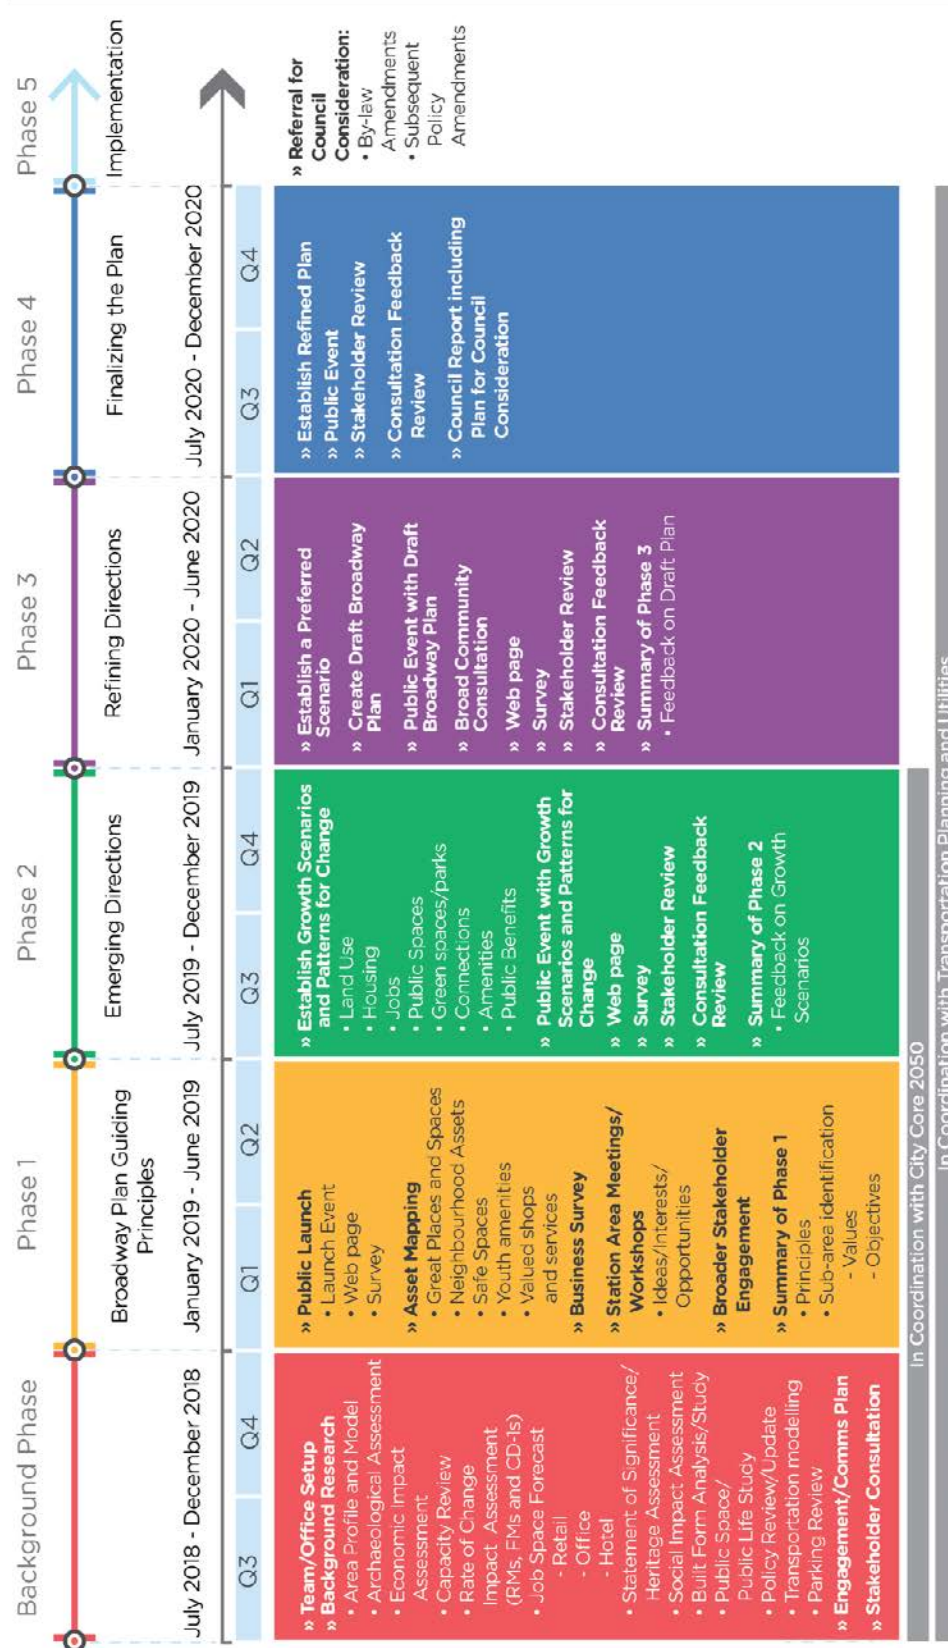 Background Phase
July 2018 - December 2018
Q3
Q4
» Team/Office Setup
» Background Research
• Area Profile and Model
• Archaeological Assessment
• Economic Impact
Assessment
• Capacity Review
• Rate of Change
Impact Assessment
(RMs, FMs and CD-1s)
• Job Space Forecast
- Retail
- Office
- Hotel
• Statement of Significance/
Heritage Assessment
• Social Impact Assessment
• Built Form Analysis/Study
• Public Space/
Public Life Study
• Policy Review/Update
• Transportation modelling
• Parking Review
» Engagement/Comms Plan
» Stakeholder Consultation
Phase 1
Broadway Plan Guiding
Principles
January 2019 - June 2019
Q1
Q2
» Public Launch
• Launch Event
• Web page
• Survey
» Asset Mapping
• Great Places and Spaces
• Neighbourhood Assets
• Safe Spaces
• Youth amenities
• Valued shops
and services
» Business Survey
» Station Area Meetings/
Workshops
• Ideas/Interests/
Opportunities
» Broader Stakeholder
Engagement
» Summary of Phase 1
• Principles
• Sub-area identification
- Values
- Objectives
Phase 2
Emerging Directions
July 2019 - December 2019
Q3
Q4
» Establish Growth Scenarios
and Patterns for Change
• Land Use
• Housing
• Jobs
• Public Spaces
• Green spaces/parks
• Connections
• Amenities
• Public Benefits
» Public Event with Growth
Scenarios and Patterns for
Change
» Web page
» Survey
» Stakeholder Review
» Consultation Feedback
Review
» Summary of Phase 2
• Feedback on Growth
Scenarios
Phase 3
Refining Directions
January 2020 - June 2020
Q1
Q2
» Establish a Preferred
Scenario
» Create Draft Broadway
Plan
» Public Event with Draft
Broadway Plan
» Broad Community
Consultation
» Web page
» Survey
» Stakeholder Review
» Consultation Feedback
Review
» Summary of Phase 3
• Feedback on Draft Plan
Phase 4
Finalizing the Plan
July 2020 - December 2020
Q3
Q4
» Establish Refined Plan
» Public Event
» Stakeholder Review
» Consultation Feedback
Review
» Council Report including
Plan for Council
Consideration
Phase 5
Implementation
» Referral for
Council
Consideration:
• By-law
Amendments
• Subsequent
Policy
Amendments
In Coordination with City Core 2050
In Coordination with Transportation Planning and Utilities